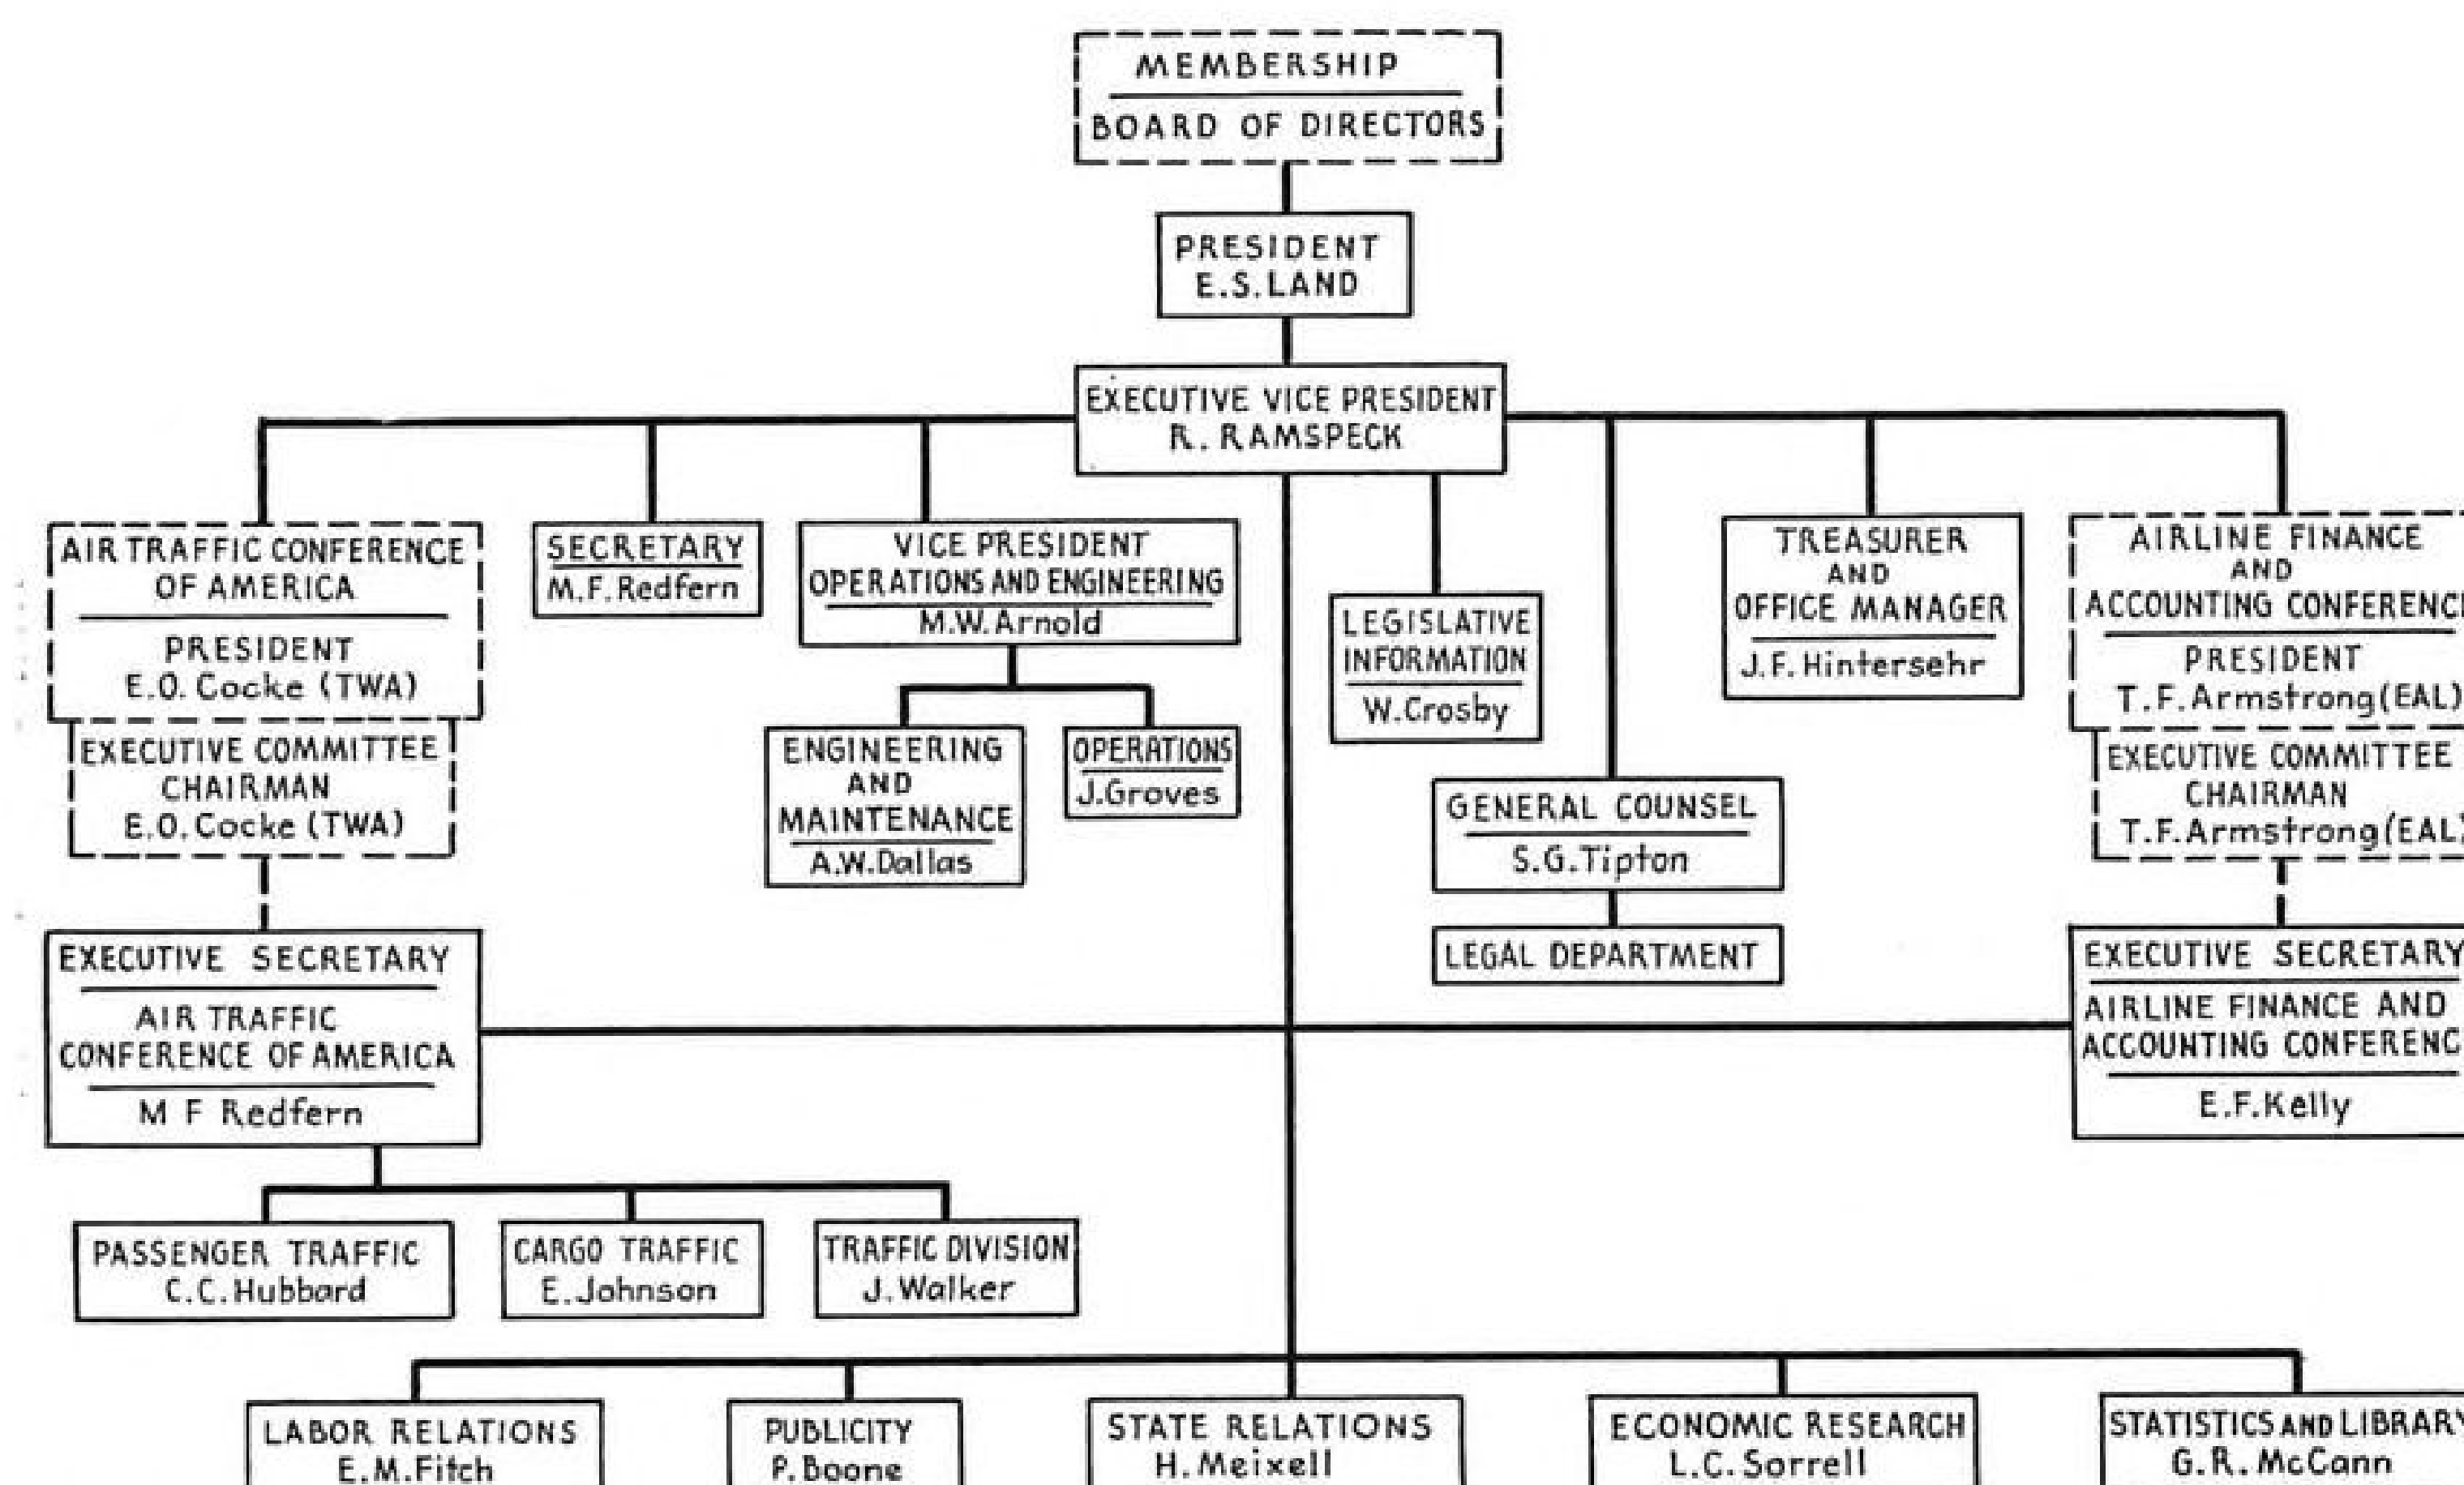 MEMBERSHIP
BOARD OF DIRECTORS
PRESIDENT
E.S.LAND
EXECUTIVE VICE PRESIDENT
R. RAMSPECK
AIR TRAFFIC CONFERENCE
OF AMERICA
PRESIDENT
E.O. Cocke (TWA)
EXECUTIVE COMMITTEE
CHAIRMAN
E.O. Cocke (TWA)
SECRETARY
M.F. Redfern
VICE PRESIDENT
OPERATIONS AND ENGINEERING
M.W. Arnold
ENGINEERING
AND
MAINTENANCE
A.W. Dallas
OPERATIONS
J.Groves
LEGISLATIVE
INFORMATION
W.Crosby
GENERAL COUNSEL
S.G.Tipton
LEGAL DEPARTMENT
TREASURER
AND
OFFICE MANAGER
J.F. Hintersehr
AIRLINE FINANCE
AND
ACCOUNTING CONFERENC
PRESIDENT
T.F. Armstrong (EAL)
EXECUTIVE COMMITTEE
CHAIRMAN
T.F. Armstrong (EAL)
EXECUTIVE SECRETARY
AIR TRAFFIC
CONFERENCE OF AMERICA
M F Redfern
EXECUTIVE SECRETARY
AIRLINE FINANCE AND
ACCOUNTING CONFERENC
E.F. Kelly
PASSENGER TRAFFIC
C.C. Hubbard
CARGO TRAFFIC
E. Johnson
TRAFFIC DIVISION
J. Walker
LABOR RELATIONS
E.M. Fitch
PUBLICITY
P. Boone
STATE RELATIONS
H. Meixell
ECONOMIC RESEARCH
L.C. Sorrell
STATISTICS AND LIBRARY
G.R. McCann